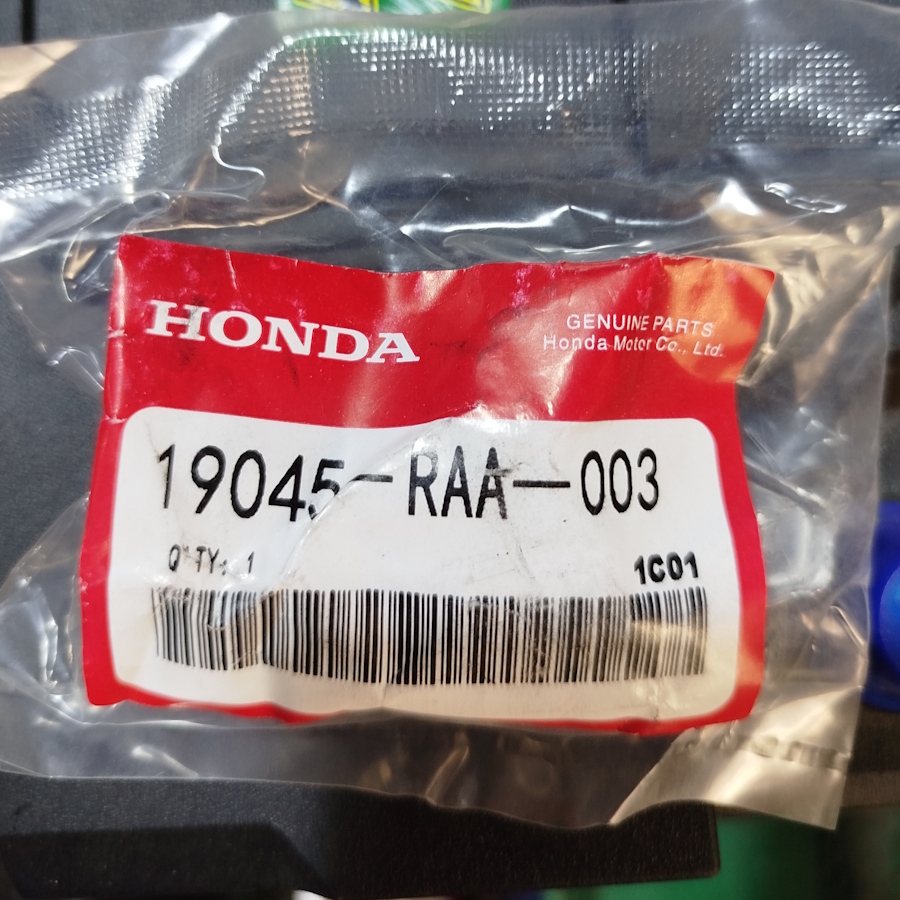 HONDA
GENUINE PARTS
Honda Motor Co., Ltd.
19045-RAA-003
Q'TY: 1
1C01